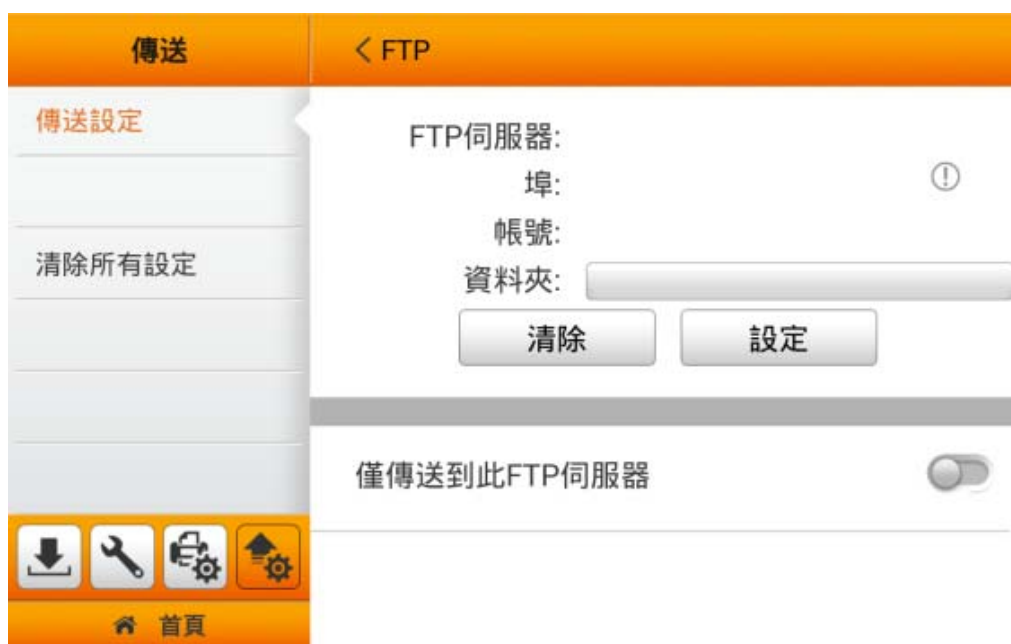 傳送
< FTP
傳送設定
清除所有設定
FTP伺服器:
埠:
帳號:
資料夾:
清除
設定
僅傳送到此FTP伺服器
首頁